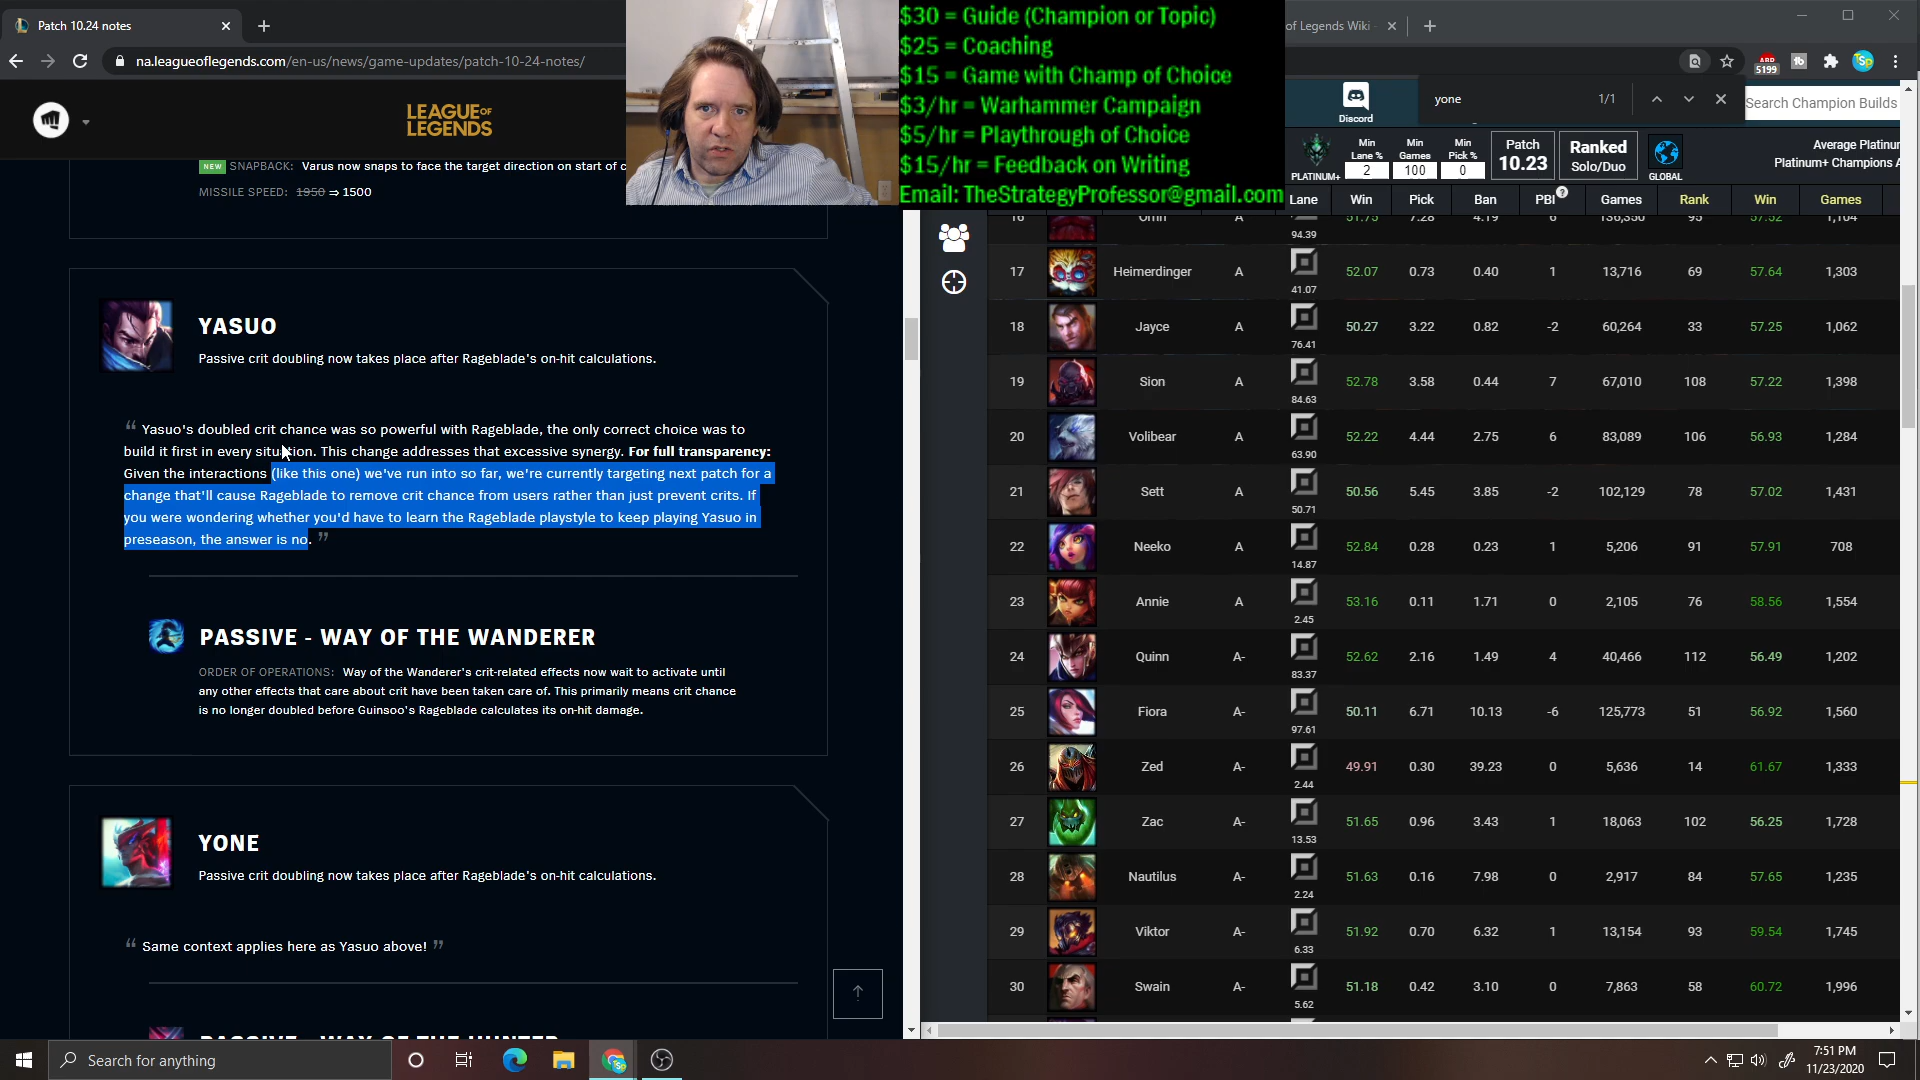 Patch 10.24 notes
of Legends Wiki -
na.leagueoflegends.com/en-us/news/game-updates/patch-10-24-notes/
$30 = Guide (Champion or Topic)
$25 = Coaching
$15 = Game with Champ of Choice
$3/hr = Warhammer Campaign
$5/hr = Playthrough of Choice
$15/hr = Feedback on Writing
Email: TheStrategyProfessor@gmail.com
ABP
5199
yone 1/1
LEAGUE OF
LEGENDS
NEW SNAPBACK: Varus now snaps to face the target direction on start of c
MISSILE SPEED: 1950 ⇒ 1500
YASUO
Passive crit doubling now takes place after Rageblade's on-hit calculations.
“ Yasuo's doubled crit chance was so powerful with Rageblade, the only correct choice was to
build it first in every situation. This change addresses that excessive synergy. For full transparency:
Given the interactions (like this one) we've run into so far, we're currently targeting next patch for a
change that'll cause Rageblade to remove crit chance from users rather than just prevent crits. If
you were wondering whether you'd have to learn the Rageblade playstyle to keep playing Yasuo in
preseason, the answer is no. ”
PASSIVE - WAY OF THE WANDERER
ORDER OF OPERATIONS: Way of the Wanderer's crit-related effects now wait to activate until
any other effects that care about crit have been taken care of. This primarily means crit chance
is no longer doubled before Guinsoo's Rageblade calculates its on-hit damage.
YONE
Passive crit doubling now takes place after Rageblade's on-hit calculations.
“ Same context applies here as Yasuo above! ”
PASSIVE - WAY OF THE HUNTER
Discord
Search Champion Builds
PLATINUM+
Min Lane % 2
Min Games 100
Min Pick % 0
Patch 10.23
Ranked Solo/Duo
GLOBAL
Average Platinum
Platinum+ Champions A
Lane Win Pick Ban PBI ? Games Rank Win Games
16 Ornn A 94.39 51.75 7.28 4.19 6 136,350 95 57.52 1,104
17 Heimerdinger A 41.07 52.07 0.73 0.40 1 13,716 69 57.64 1,303
18 Jayce A 76.41 50.27 3.22 0.82 -2 60,264 33 57.25 1,062
19 Sion A 84.63 52.78 3.58 0.44 7 67,010 108 57.22 1,398
20 Volibear A 63.90 52.22 4.44 2.75 6 83,089 106 56.93 1,284
21 Sett A 50.56 5.45 3.85 -2 102,129 78 57.02 1,431
22 Neeko A 14.87 52.84 0.28 0.23 1 5,206 91 57.91 708
23 Annie A 2.45 53.16 0.11 1.71 0 2,105 76 58.56 1,554
24 Quinn A- 83.37 52.62 2.16 1.49 4 40,466 112 56.49 1,202
25 Fiora A- 97.61 50.11 6.71 10.13 -6 125,773 51 56.92 1,560
26 Zed A- 2.44 49.91 0.30 39.23 0 5,636 14 61.67 1,333
27 Zac A- 13.53 51.65 0.96 3.43 1 18,063 102 56.25 1,728
28 Nautilus A- 2.24 51.63 0.16 7.98 0 2,917 84 57.65 1,235
29 Viktor A- 6.33 51.92 0.70 6.32 1 13,154 93 59.54 1,745
30 Swain A- 5.62 51.18 0.42 3.10 0 7,863 58 60.72 1,996
Search for anything
7:51 PM
11/23/2020